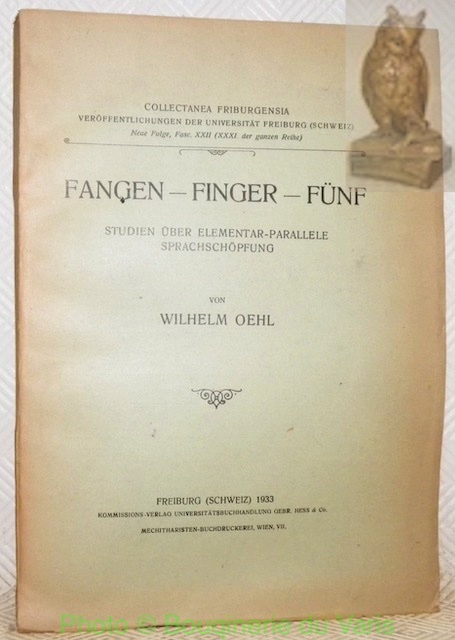 COLLECTANEA FRIBURGENSIA
VERÖFFENTLICHUNGEN DER UNIVERSITÄT FREIBURG (SCHWEIZ)
Neue Folge, Fasc. XXII (XXXI. der ganzen Reihe)
FANGEN — FINGER — FÜNF
STUDIEN ÜBER ELEMENTAR-PARALLELE
SPRACHSCHÖPFUNG
VON
WILHELM OEHL
FREIBURG (SCHWEIZ) 1933
KOMMISSIONS-VERLAG UNIVERSITÄTSBUCHHANDLUNG GEBR. HESS & Co.
MECHITHARISTEN-BUCHDRUCKEREI, WIEN, VII.
Photo ©